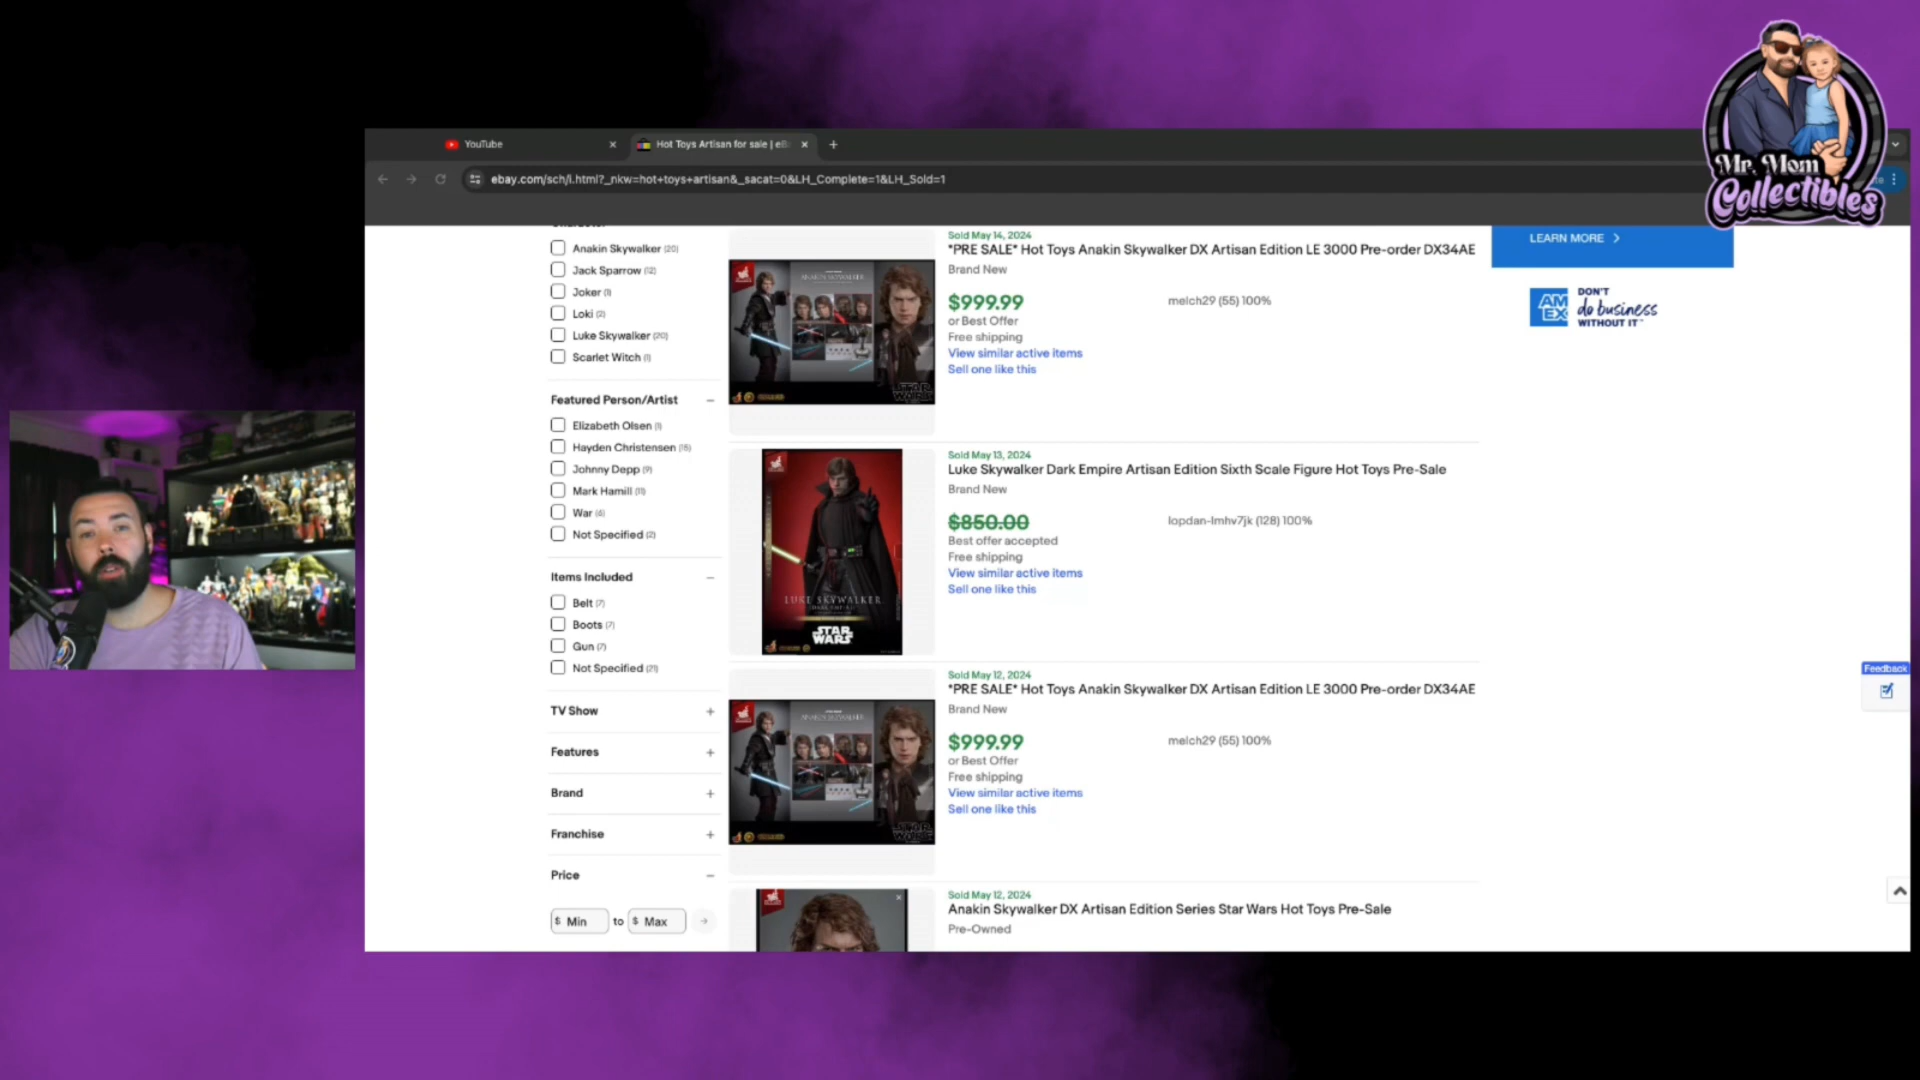 Mr. Mom
Collectibles
YouTube
Hot Toys Artisan for sale | eB
ebay.com/sch/i.html?_nkw=hot+toys+artisan&_sacat=0&LH_Complete=1&LH_Sold=1
Anakin Skywalker (20)
Jack Sparrow (12)
Joker (1)
Loki (2)
Luke Skywalker (20)
Scarlet Witch (1)
Featured Person/Artist
Elizabeth Olsen (1)
Hayden Christensen (15)
Johnny Depp (9)
Mark Hamill (11)
War (4)
Not Specified (2)
Items Included
Belt (7)
Boots (7)
Gun (7)
Not Specified (21)
TV Show
Features
Brand
Franchise
Price
$ Min to $ Max
Sold May 14, 2024
*PRE SALE* Hot Toys Anakin Skywalker DX Artisan Edition LE 3000 Pre-order DX34AE
Brand New
$999.99
melch29 (55) 100%
or Best Offer
Free shipping
View similar active items
Sell one like this
ANAKIN SKYWALKER
STAR WARS
Sold May 13, 2024
Luke Skywalker Dark Empire Artisan Edition Sixth Scale Figure Hot Toys Pre-Sale
Brand New
$850.00
lopdan-lmhv7jk (128) 100%
Best offer accepted
Free shipping
View similar active items
Sell one like this
LUKE SKYWALKER
STAR WARS
Sold May 12, 2024
*PRE SALE* Hot Toys Anakin Skywalker DX Artisan Edition LE 3000 Pre-order DX34AE
Brand New
$999.99
melch29 (55) 100%
or Best Offer
Free shipping
View similar active items
Sell one like this
ANAKIN SKYWALKER
STAR WARS
Sold May 12, 2024
Anakin Skywalker DX Artisan Edition Series Star Wars Hot Toys Pre-Sale
Pre-Owned
LEARN MORE
AM
EX
DON'T
do business
WITHOUT IT™
Feedback